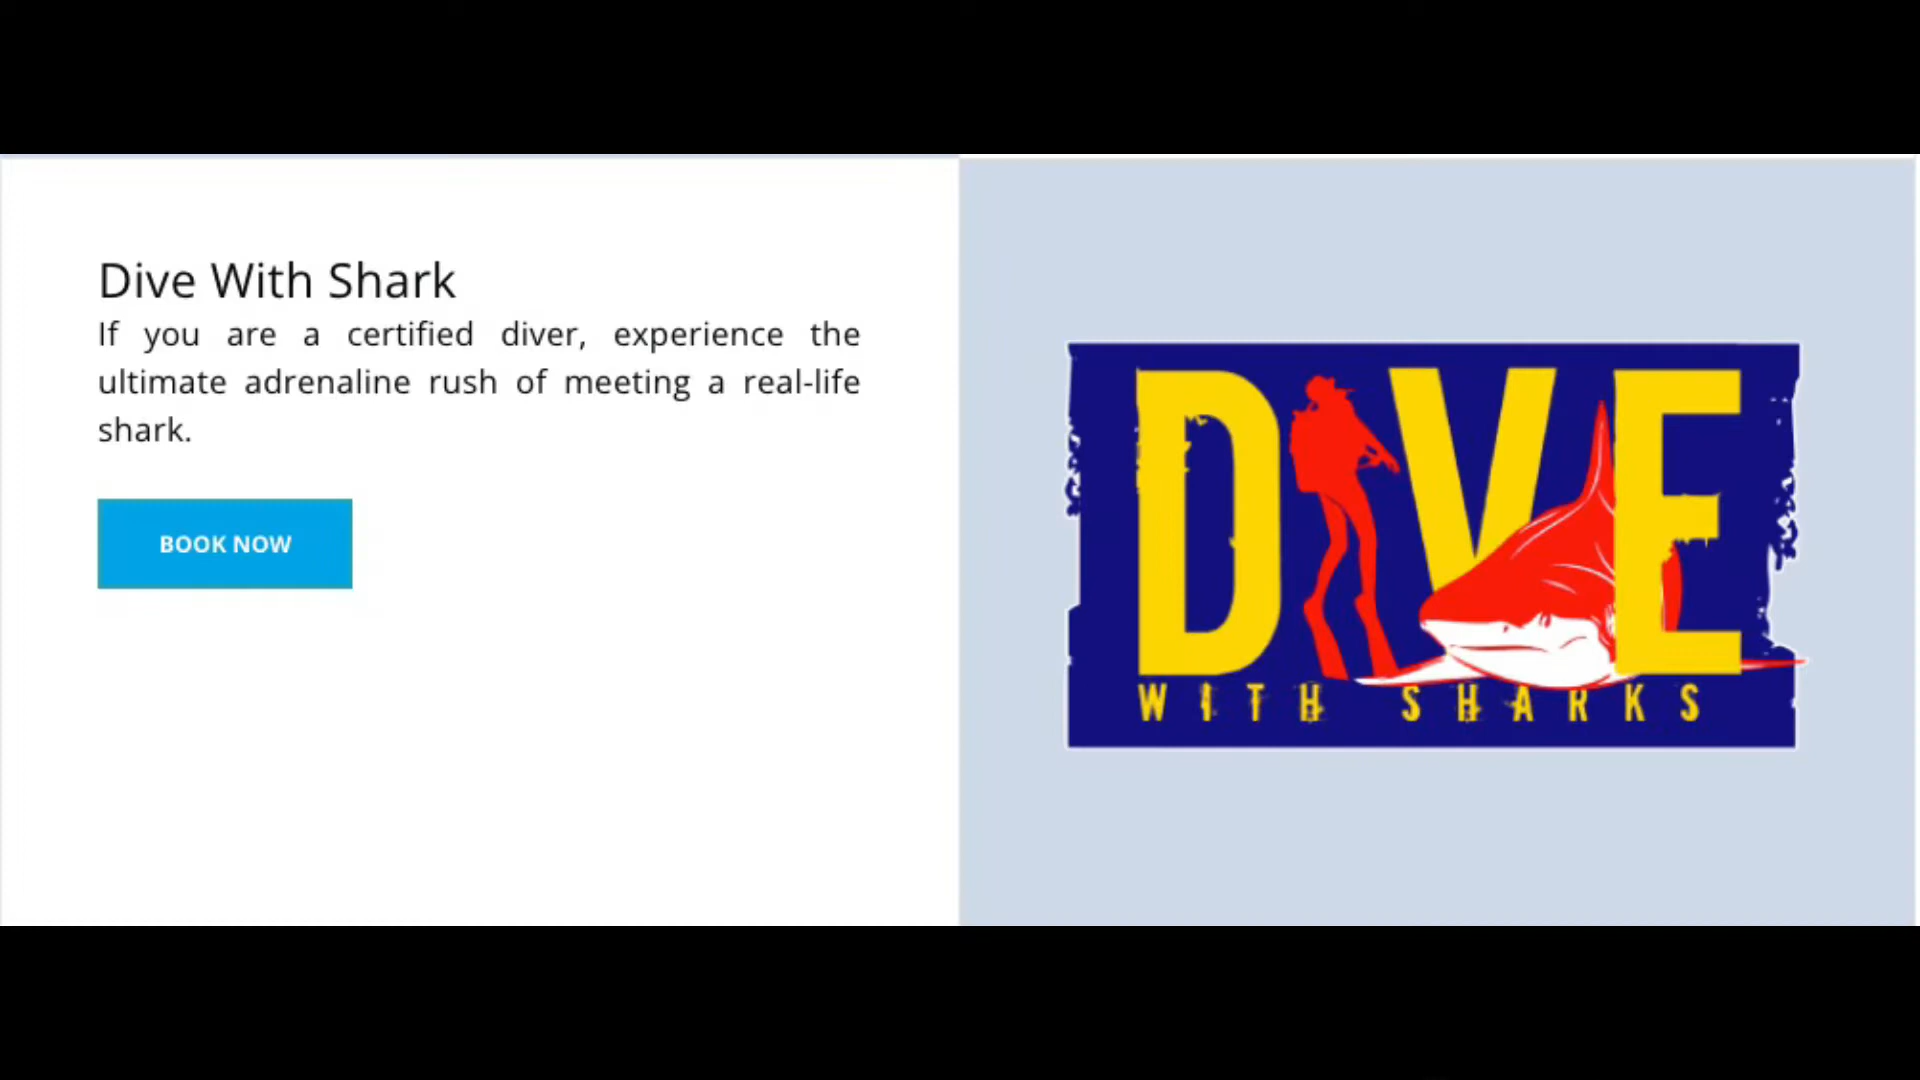 Dive With Shark
If you are a certified diver, experience the
ultimate adrenaline rush of meeting a real-life
shark.
BOOK NOW
DIVE
WITH SHARKS